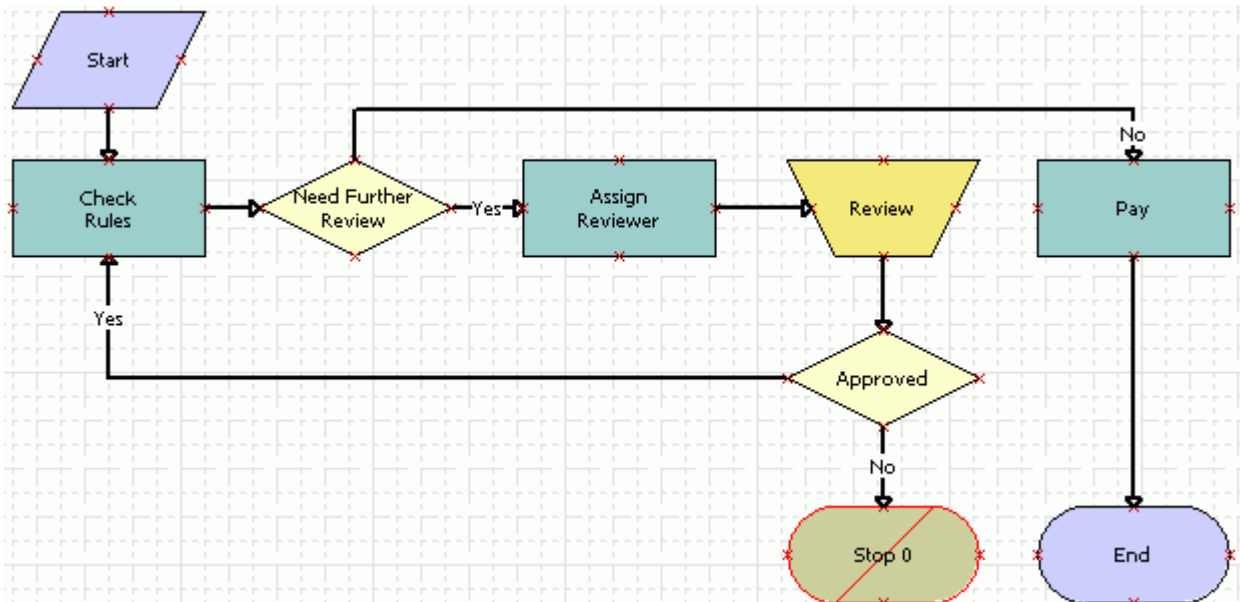 Start
No
Check
Rules
Need Further
Review
Yes
Assign
Reviewer
Review
Pay
Yes
Approved
No
Stop 0
End